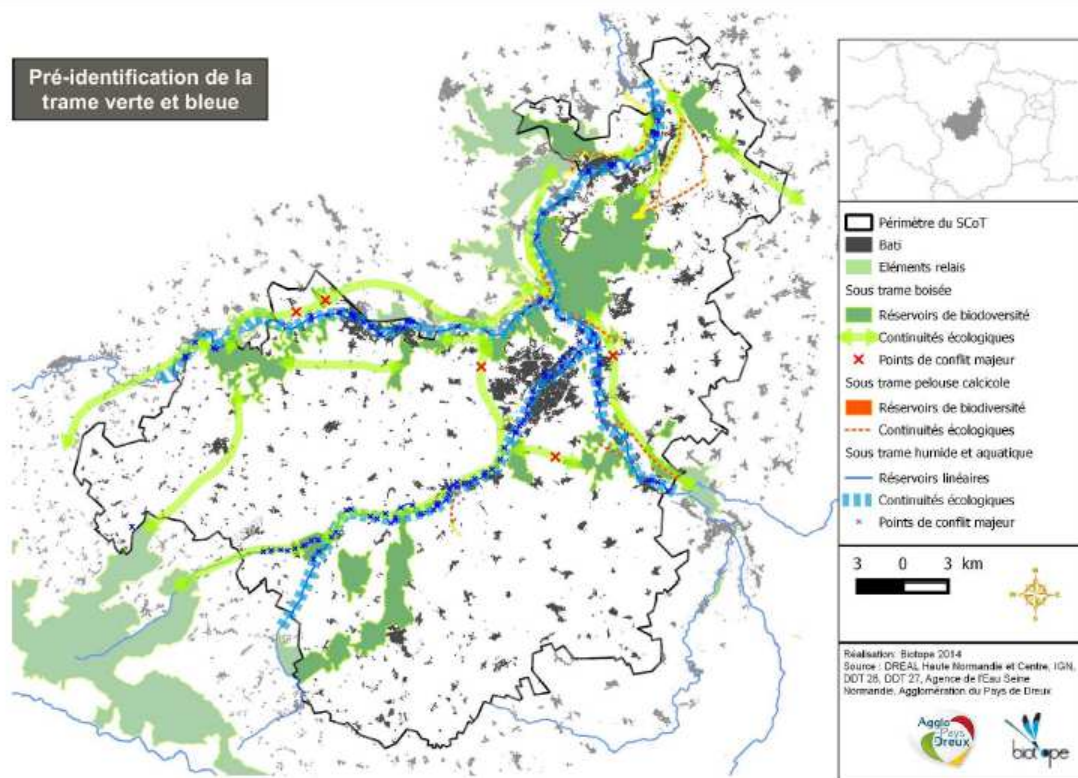 Pré-identification de la
trame verte et bleue
Périmètre du SCoT
Bati
Eléments relais
Sous trame boisée
Réservoirs de biodiversité
Continuités écologiques
Points de conflit majeur
Sous trame pelouse calcicole
Réservoirs de biodiversité
Continuités écologiques
Sous trame humide et aquatique
Réservoirs linéaires
Continuités écologiques
Points de conflit majeur
3 0 3 km
Réalisation: Biotope 2014
Source : DREAL Haute Normandie et Centre, IGN,
DDT 28, DDT 27, Agence de l'Eau Seine
Normandie, Agglomération du Pays de Dreux
Agglo
Pays
Dreux
biotope